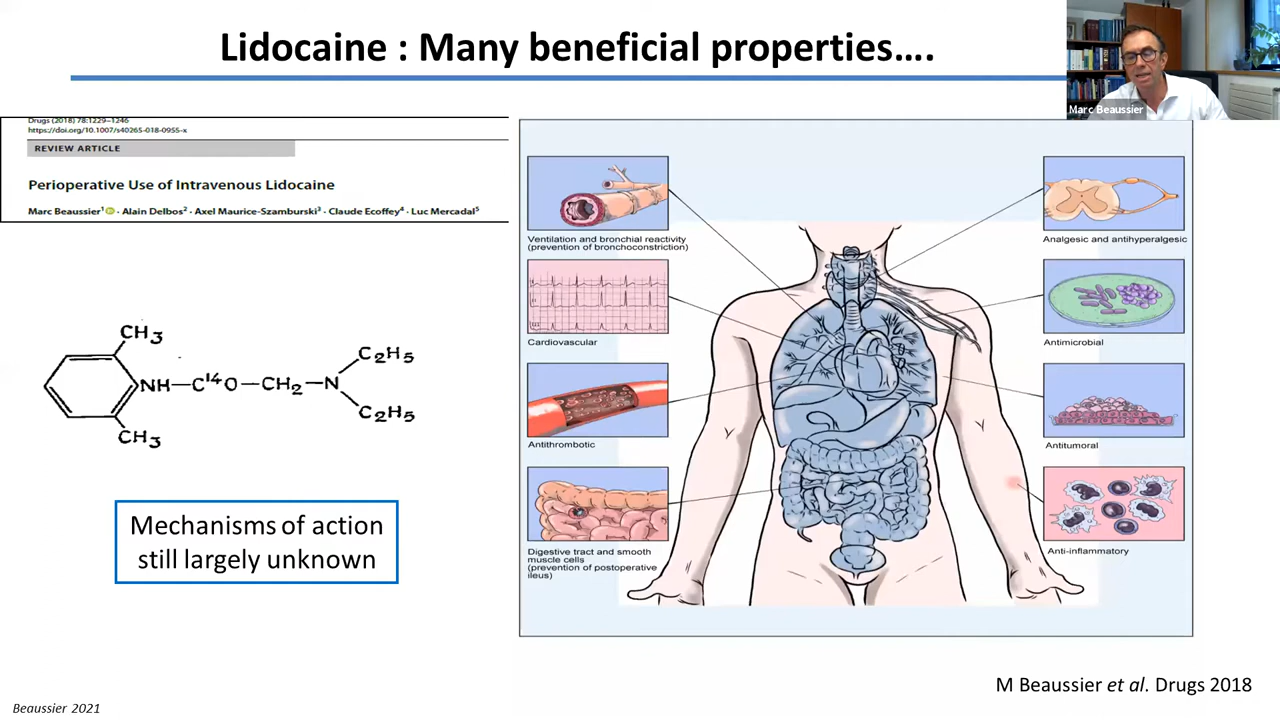 Lidocaine : Many beneficial properties....
Marc Beaussier
Drugs (2018) 78:1229–1246
https://doi.org/10.1007/s40265-018-0955-x
REVIEW ARTICLE
Perioperative Use of Intravenous Lidocaine
Marc Beaussier1 · Alain Delbos2 · Axel Maurice-Szamburski3 · Claude Ecoffey4 · Luc Mercadal5
CH3
NH—C14O—CH2—N
C2H5
C2H5
CH3
Mechanisms of action
still largely unknown
Ventilation and bronchial reactivity
(prevention of bronchoconstriction)
Cardiovascular
Antithrombotic
Digestive tract and smooth
muscle cells
(prevention of postoperative
ileus)
Analgesic and antihyperalgesic
Antimicrobial
Antitumoral
Anti-inflammatory
M Beaussier et al. Drugs 2018
Beaussier 2021